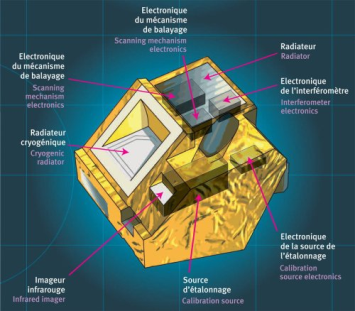 Electronique
du mécanisme
de balayage
Scanning mechanism
electronics
Radiateur
Radiator
Electronique
du mécanisme
de balayage
Scanning
mechanism
electronics
Electronique
de l'interféromètre
Interferometer
electronics
Radiateur
cryogénique
Cryogenic
radiator
Electronique
de la source de
l'étalonnage
Calibration
source electronics
Imageur
infrarouge
Infrared imager
Source
d'étalonnage
Calibration source